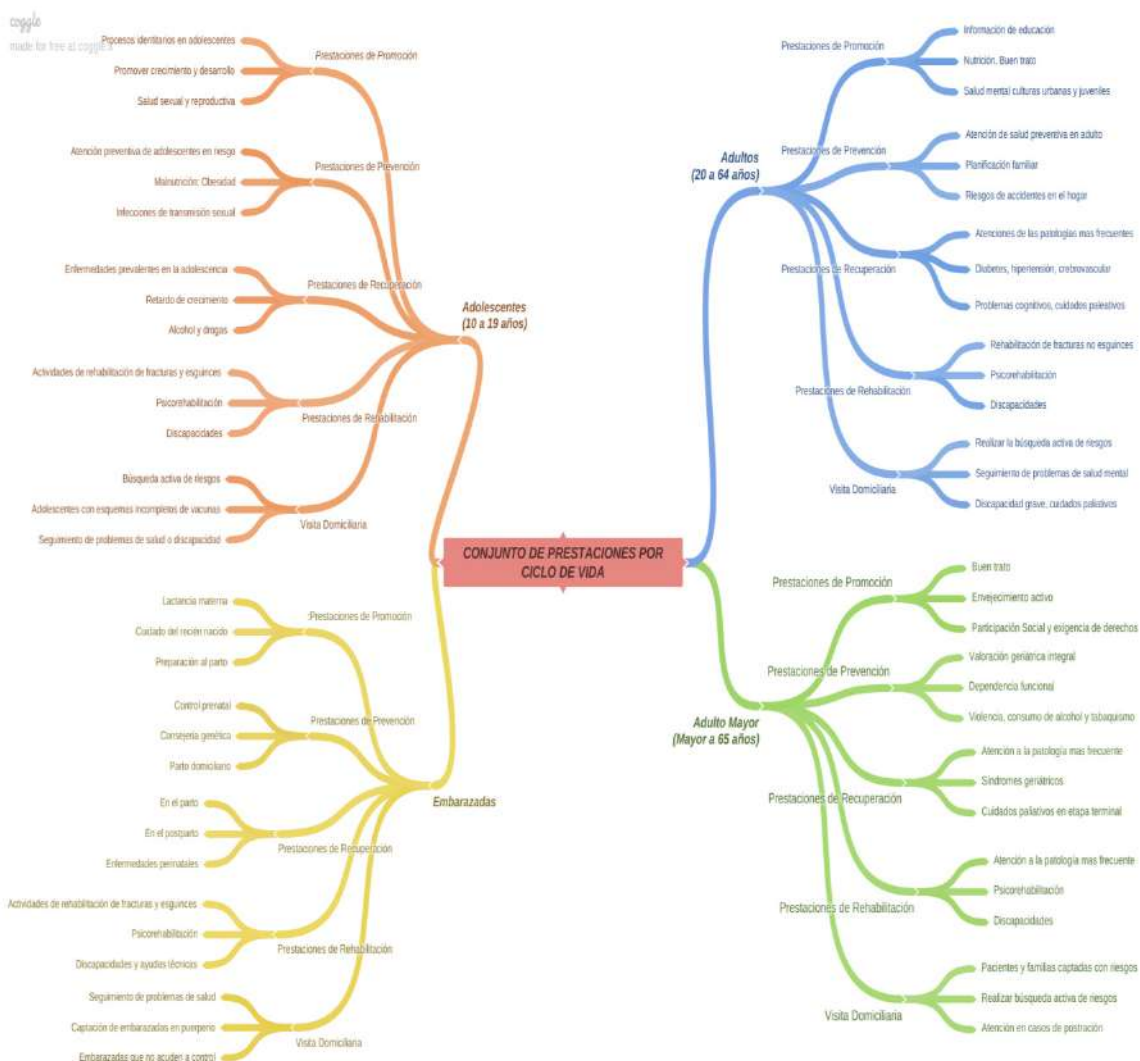 coggle
made for free at coggle.it
Procesos identitarios en adolescentes
Promover crecimiento y desarrollo
Salud sexual y reproductiva
Prestaciones de Promoción
Atención preventiva de adolescentes en riesgo
Malnutrición: Obesidad
Infecciones de transmisión sexual
Prestaciones de Prevención
Enfermedades prevalentes en la adolescencia
Retardo de crecimiento
Alcohol y drogas
Prestaciones de Recuperación
Actividades de rehabilitación de fracturas y esguinces
Psicorehabilitación
Discapacidades
Prestaciones de Rehabilitación
Búsqueda activa de riesgos
Adolescentes con esquemas incompletos de vacunas
Seguimiento de problemas de salud o discapacidad
Visita Domiciliaria
Adolescentes
(10 a 19 años)
Lactancia materna
Cuidado del recién nacido
Preparación al parto
:Prestaciones de Promoción
Control prenatal
Consejería genética
Parto domiciliario
Prestaciones de Prevención
En el parto
En el postparto
Enfermedades perinatales
Prestaciones de Recuperación
Actividades de rehabilitación de fracturas y esguinces
Psicorehabilitación
Discapacidades y ayudas técnicas
Prestaciones de Rehabilitación
Seguimiento de problemas de salud
Captación de embarazadas en puerperio
Embarazadas que no acuden a control
Visita Domiciliaria
Embarazadas
CONJUNTO DE PRESTACIONES POR
CICLO DE VIDA
Adultos
(20 a 64 años)
Prestaciones de Promoción
Información de educación
Nutrición, Buen trato
Salud mental culturas urbanas y juveniles
Prestaciones de Prevención
Atención de salud preventiva en adulto
Planificación familiar
Riesgos de accidentes en el hogar
Prestaciones de Recuperación
Atenciones de las patologías mas frecuentes
Diabetes, hipertensión, crebrovascular
Problemas cognitivos, cuidados paleativos
Prestaciones de Rehabilitación
Rehabilitación de fracturas no esguinces
Psicorehabilitación
Discapacidades
Visita Domiciliaria
Realizar la búsqueda activa de riesgos
Seguimiento de problemas de salud mental
Discapacidad grave, cuidados paliativos
Adulto Mayor
(Mayor a 65 años)
Prestaciones de Promoción
Buen trato
Envejecimiento activo
Participación Social y exigencia de derechos
Prestaciones de Prevención
Valoración geriátrica integral
Dependencia funcional
Violencia, consumo de alcohol y tabaquismo
Prestaciones de Recuperación
Atención a la patología mas frecuente
Síndromes geriátricos
Cuidados paliativos en etapa terminal
Prestaciones de Rehabilitación
Atención a la patología mas frecuente
Psicorehabilitación
Discapacidades
Visita Domiciliaria
Pacientes y familias captadas con riesgos
Realizar búsqueda activa de riesgos
Atención en casos de postración